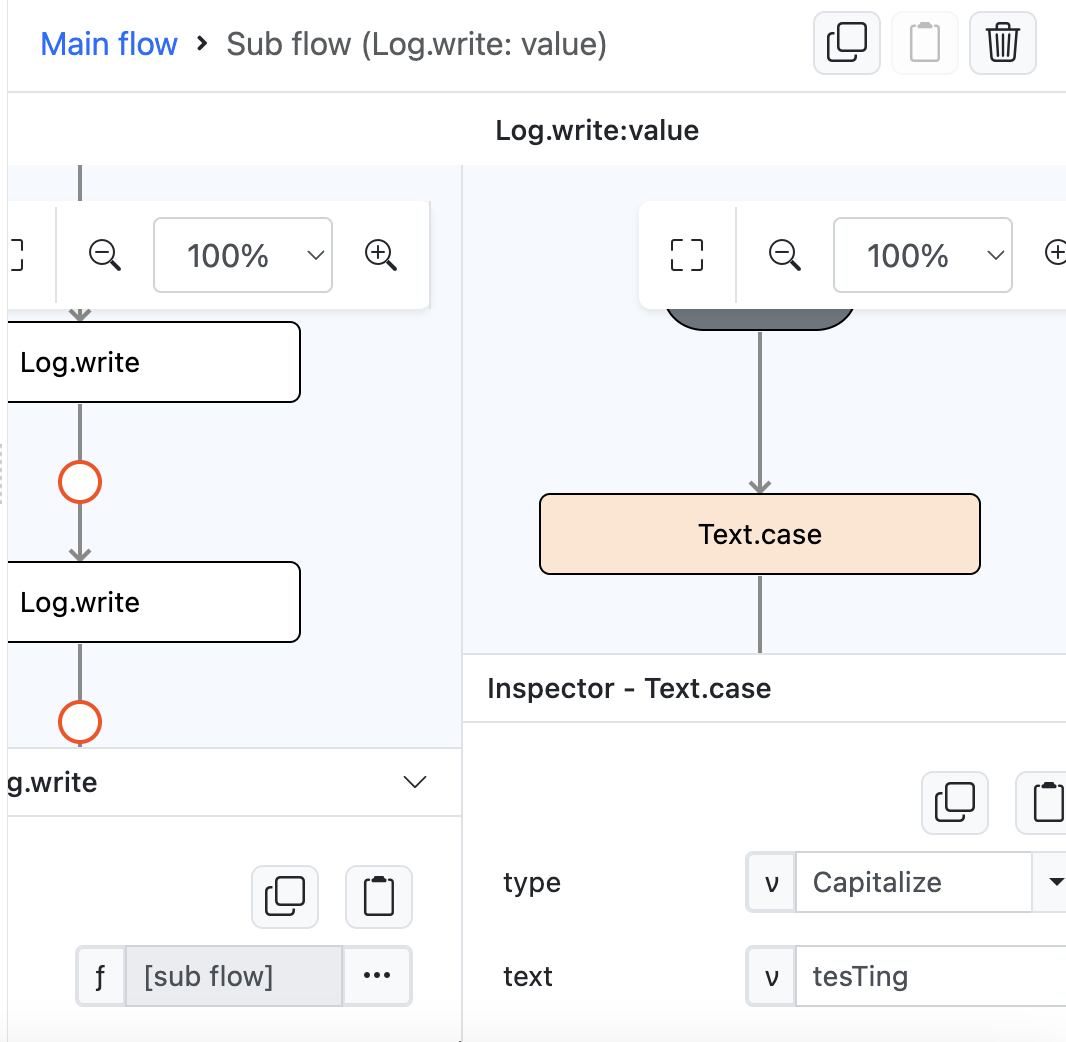 Main flow › Sub flow (Log.write: value)
Log.write:value
100%
100%
Log.write
Text.case
Log.write
Inspector - Text.case
g.write
type
ν
Capitalize
text
ν
tesTing
ƒ
[sub flow]
···